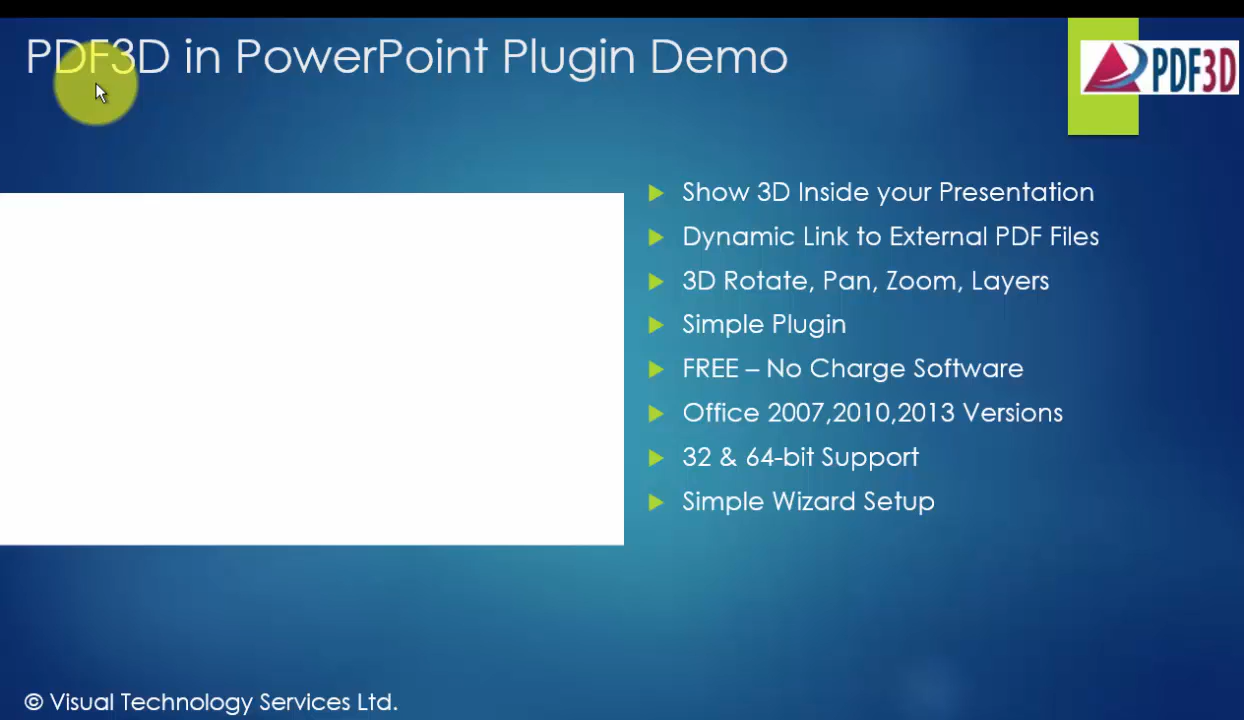 PDF3D in PowerPoint Plugin Demo
PDF3D
Show 3D Inside your Presentation
Dynamic Link to External PDF Files
3D Rotate, Pan, Zoom, Layers
Simple Plugin
FREE – No Charge Software
Office 2007,2010,2013 Versions
32 & 64-bit Support
Simple Wizard Setup
© Visual Technology Services Ltd.